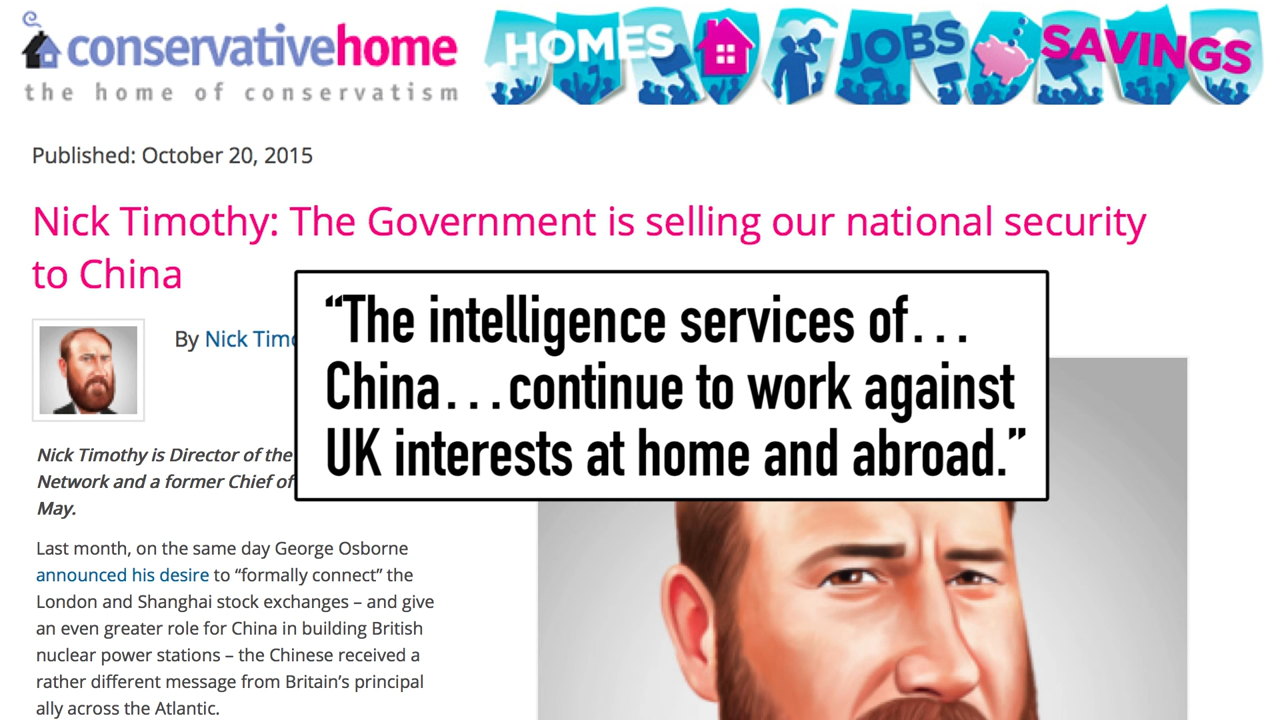 conservativehome
the home of conservatism
HOMES JOBS SAVINGS
Published: October 20, 2015
Nick Timothy: The Government is selling our national security
to China
By Nick Timo
“The intelligence services of...
China...continue to work against
UK interests at home and abroad.”
Nick Timothy is Director of the
Network and a former Chief of
May.
Last month, on the same day George Osborne
announced his desire to “formally connect” the
London and Shanghai stock exchanges – and give
an even greater role for China in building British
nuclear power stations – the Chinese received a
rather different message from Britain’s principal
ally across the Atlantic.